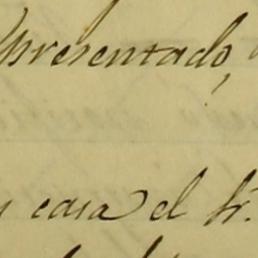 presentado,
casa el Sr.